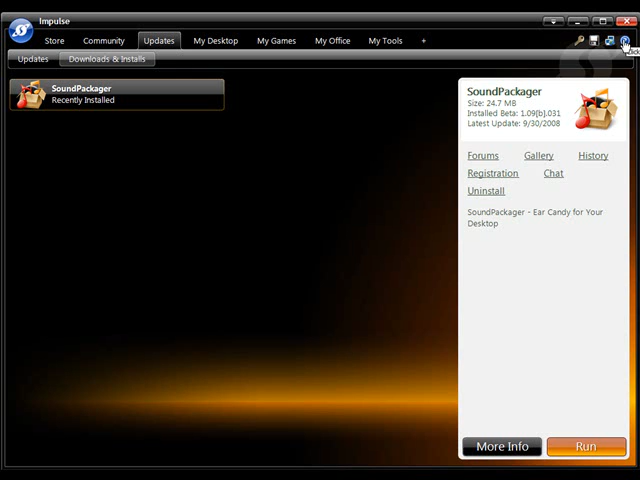 Impulse
Store Community Updates My Desktop My Games My Office My Tools +
Updates Downloads & Installs
SoundPackager
Recently Installed
SoundPackager
Size: 24.7 MB
Installed Beta: 1.09[b].031
Latest Update: 9/30/2008
Forums Gallery History
Registration Chat
Uninstall
SoundPackager - Ear Candy for Your
Desktop
More Info Run